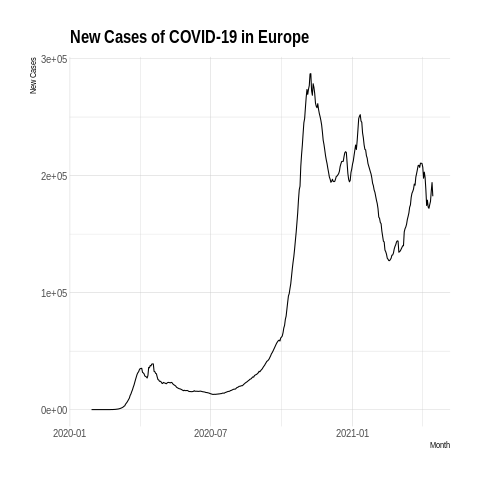 New Cases of COVID-19 in Europe
New Cases
3e+05
2e+05
1e+05
0e+00
2020-01
2020-07
2021-01
Month